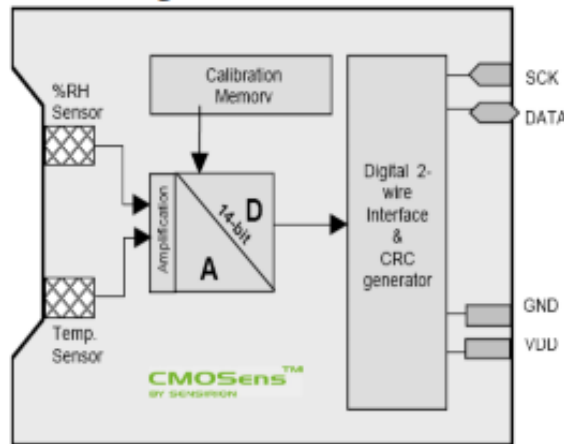 %RH
Sensor
Calibration
Memory
SCK
DATA
Amplification
14-bit
D
A
Digital 2-
wire
Interface
&
CRC
generator
GND
VDD
Temp.
Sensor
CMOSens™
BY SENSIRION